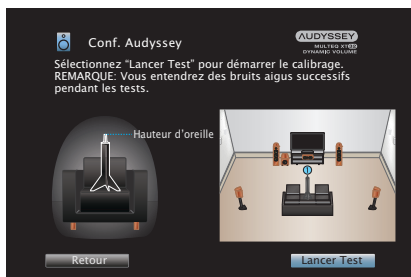 Conf. Audyssey
AUDYSSEY
MULTEQ XT32
DYNAMIC VOLUME
Sélectionnez “Lancer Test” pour démarrer le calibrage.
REMARQUE: Vous entendrez des bruits aigus successifs
pendant les tests.
Hauteur d’oreille
Retour
Lancer Test